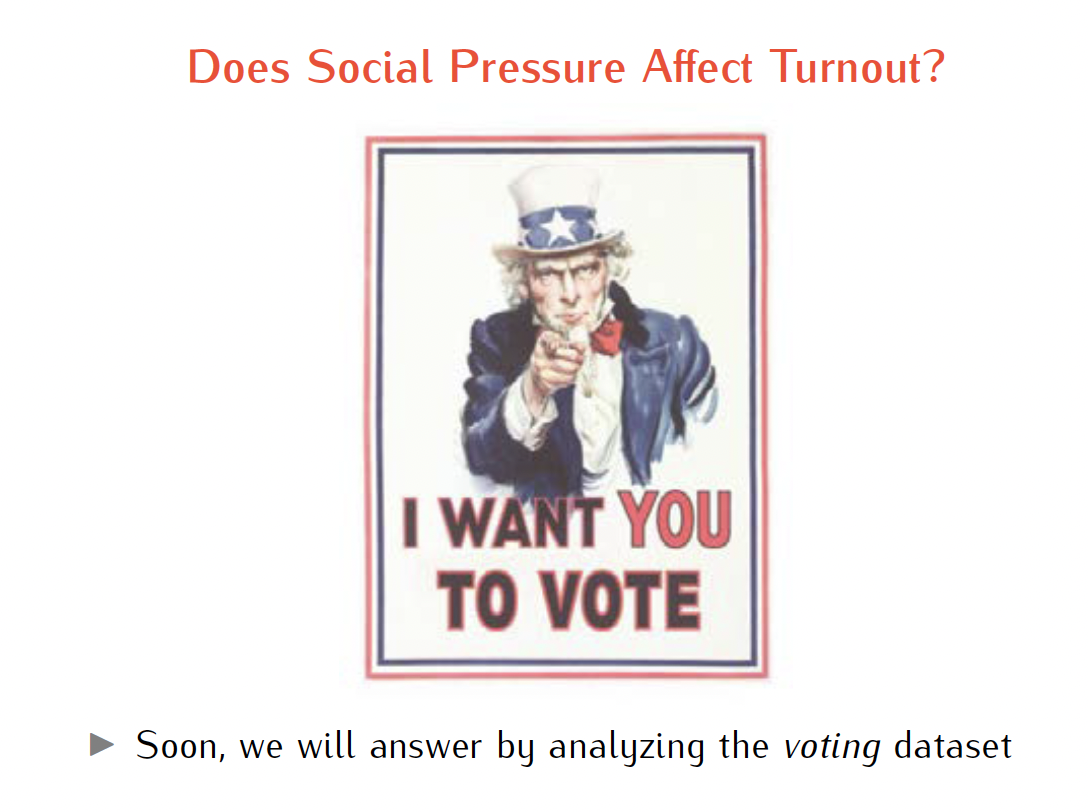 Does Social Pressure Affect Turnout?
I WANT YOU
TO VOTE
▶ Soon, we will answer by analyzing the voting dataset